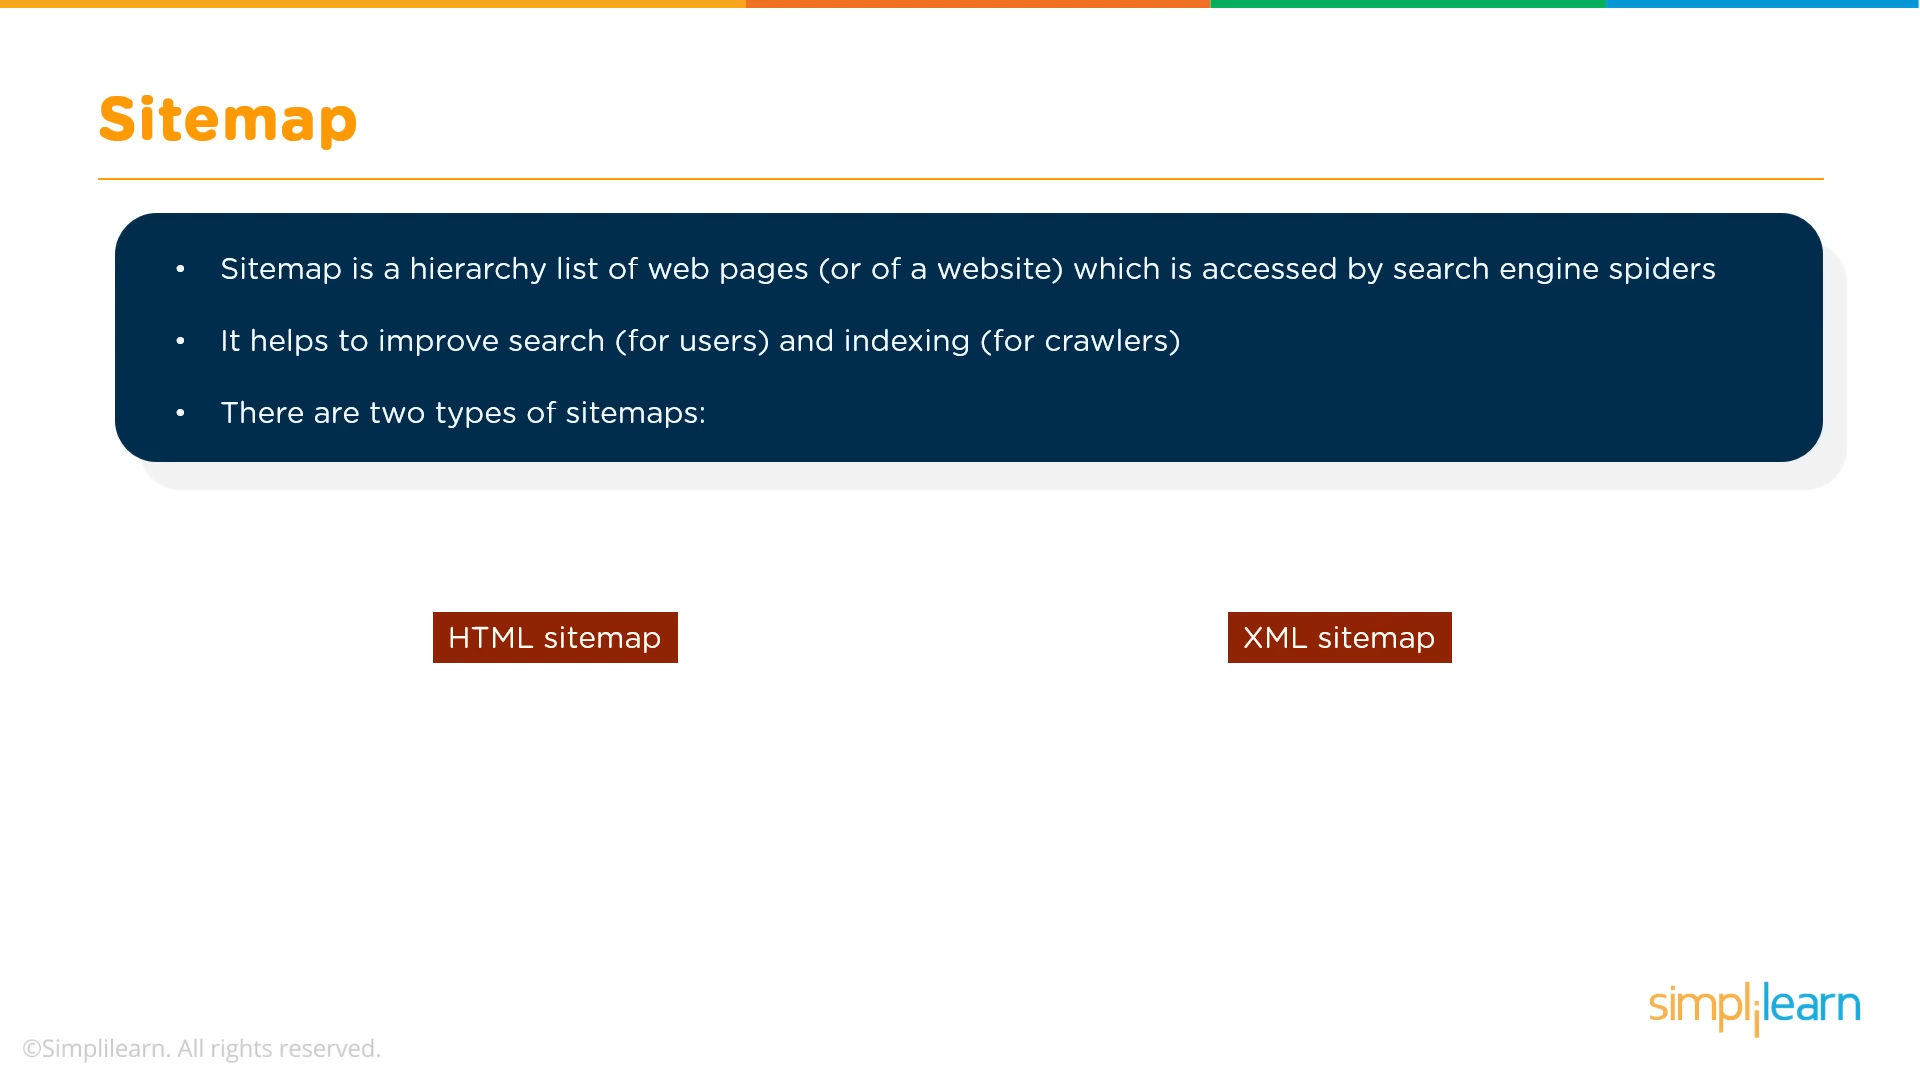 Sitemap
• Sitemap is a hierarchy list of web pages (or of a website) which is accessed by search engine spiders
• It helps to improve search (for users) and indexing (for crawlers)
• There are two types of sitemaps:
HTML sitemap
XML sitemap
simplilearn
©Simplilearn. All rights reserved.